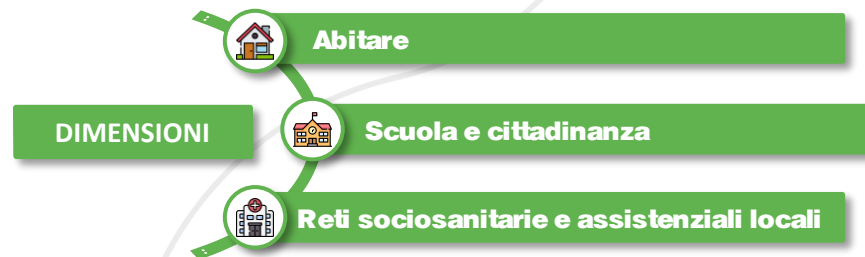 Abitare
DIMENSIONI
Scuola e cittadinanza
Reti sociosanitarie e assistenziali locali